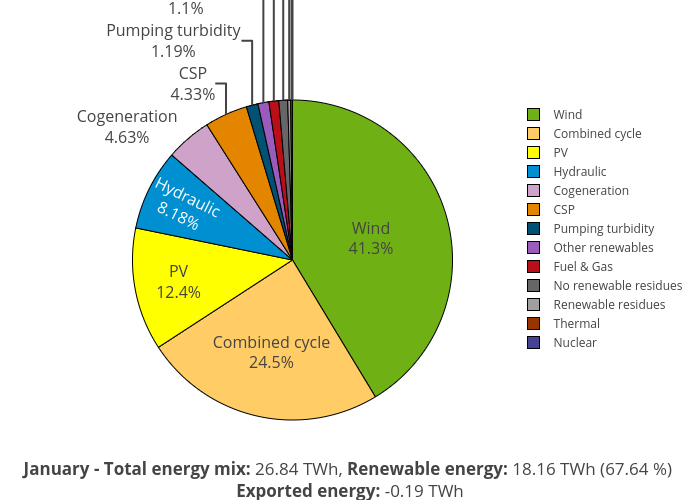 1.1%
Pumping turbidity
1.19%
CSP
4.33%
Cogeneration
4.63%
Hydraulic
8.18%
PV
12.4%
Combined cycle
24.5%
Wind
41.3%
Wind
Combined cycle
PV
Hydraulic
Cogeneration
CSP
Pumping turbidity
Other renewables
Fuel & Gas
No renewable residues
Renewable residues
Thermal
Nuclear
January - Total energy mix: 26.84 TWh, Renewable energy: 18.16 TWh (67.64 %)
Exported energy: -0.19 TWh